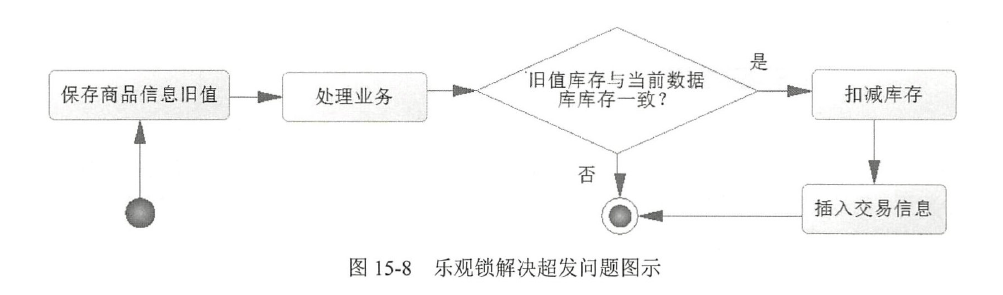 保存商品信息旧值
处理业务
旧值库存与当前数据
库库存一致？
是
扣减库存
否
插入交易信息
图 15-8 乐观锁解决超发问题图示